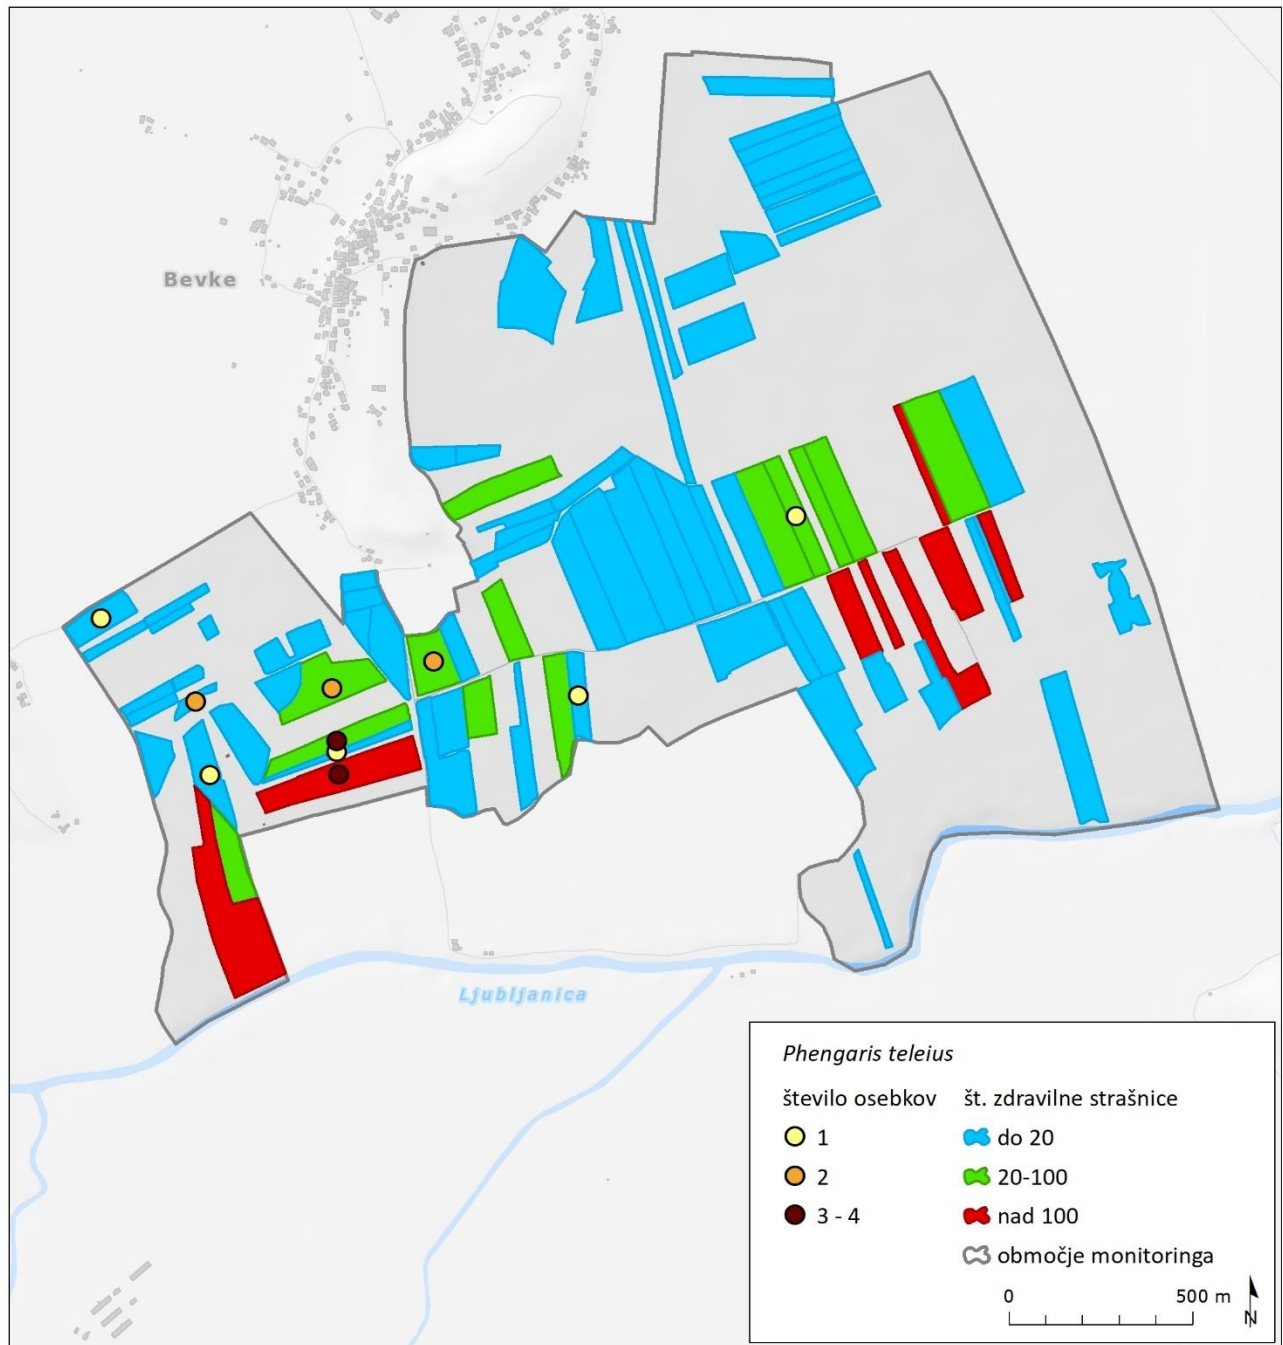 Bevke
Ljubljanica
Phengaris teleius
število osebkov
1
2
3 - 4
št. zdravilne strašnice
do 20
20-100
nad 100
območje monitoringa
0 500 m
N